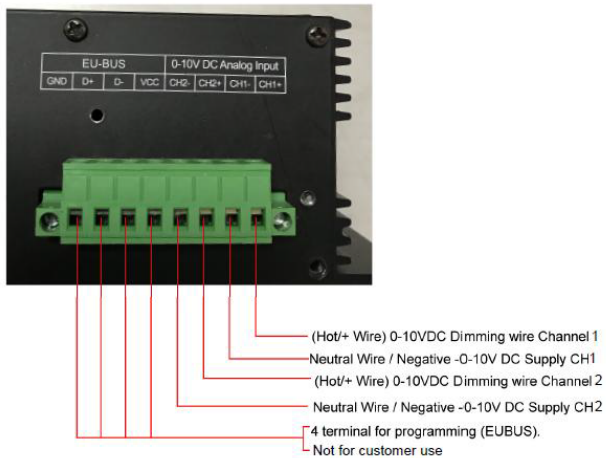 EU-BUS 0-10V DC Analog Input
GND D+ D- VCC CH2- CH2+ CH1- CH1+
(Hot/+ Wire) 0-10VDC Dimming wire Channel 1
Neutral Wire / Negative -0-10V DC Supply CH1
(Hot/+ Wire) 0-10VDC Dimming wire Channel 2
Neutral Wire / Negative -0-10V DC Supply CH2
4 terminal for programming (EUBUS).
Not for customer use